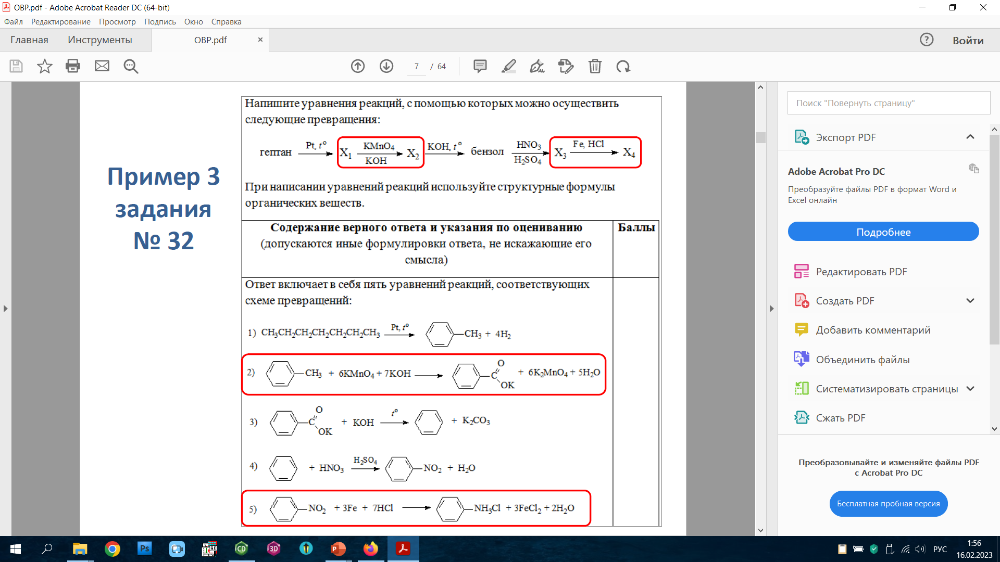 OBP.pdf - Adobe Acrobat Reader DC (64-bit)
Файл Редактирование Просмотр Подпись Окно Справка
Главная Инструменты OBP.pdf × ? Войти
7 / 64
Поиск "Повернуть страницу"
Экспорт PDF
Adobe Acrobat Pro DC
Преобразуйте файлы PDF в формат Word и
Excel онлайн
Подробнее
Редактировать PDF
Создать PDF
Добавить комментарий
Объединить файлы
Систематизировать страницы
Сжать PDF
Преобразовывайте и изменяйте файлы PDF
с Acrobat Pro DC
Бесплатная пробная версия
Пример 3
задания
№ 32
Напишите уравнения реакций, с помощью которых можно осуществить
следующие превращения:
гептан Pt, t° X₁ KMnO₄ KOH X₂ KOH, t° бензол HNO₃ H₂SO₄ X₃ Fe, HCl X₄
При написании уравнений реакций используйте структурные формулы
органических веществ.
Содержание верного ответа и указания по оцениванию
(допускаются иные формулировки ответа, не искажающие его
смысла)
Баллы
Ответ включает в себя пять уравнений реакций, соответствующих
схеме превращений:
1) CH₃CH₂CH₂CH₂CH₂CH₂CH₃ Pt, t° CH₃ + 4H₂
2) CH₃ + 6KMnO₄ + 7KOH C O OK + 6K₂MnO₄ + 5H₂O
3) C O OK + KOH t° + K₂CO₃
4) + HNO₃ H₂SO₄ NO₂ + H₂O
5) NO₂ + 3Fe + 7HCl NH₃Cl + 3FeCl₂ + 2H₂O
Ps CD 3D
РУС
1:56
16.02.2023